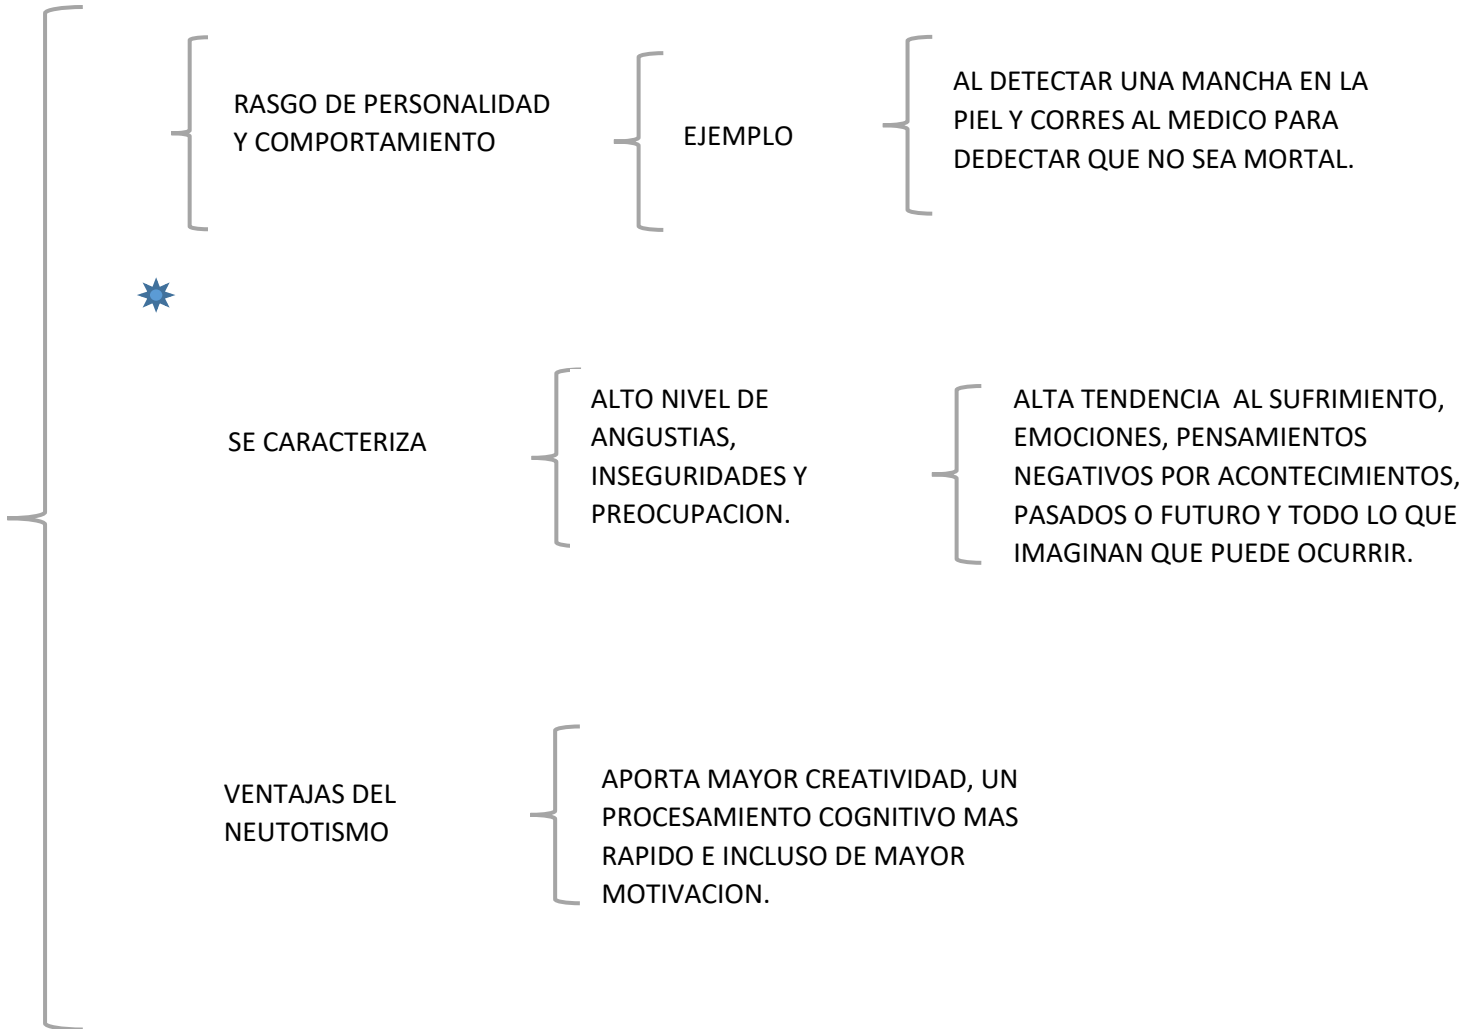 RASGO DE PERSONALIDAD
Y COMPORTAMIENTO
EJEMPLO
AL DETECTAR UNA MANCHA EN LA
PIEL Y CORRES AL MEDICO PARA
DEDECTAR QUE NO SEA MORTAL.
SE CARACTERIZA
ALTO NIVEL DE
ANGUSTIAS,
INSEGURIDADES Y
PREOCUPACION.
ALTA TENDENCIA  AL SUFRIMIENTO,
EMOCIONES, PENSAMIENTOS
NEGATIVOS POR ACONTECIMIENTOS,
PASADOS O FUTURO Y TODO LO QUE
IMAGINAN QUE PUEDE OCURRIR.
VENTAJAS DEL
NEUTOTISMO
APORTA MAYOR CREATIVIDAD, UN
PROCESAMIENTO COGNITIVO MAS
RAPIDO E INCLUSO DE MAYOR
MOTIVACION.